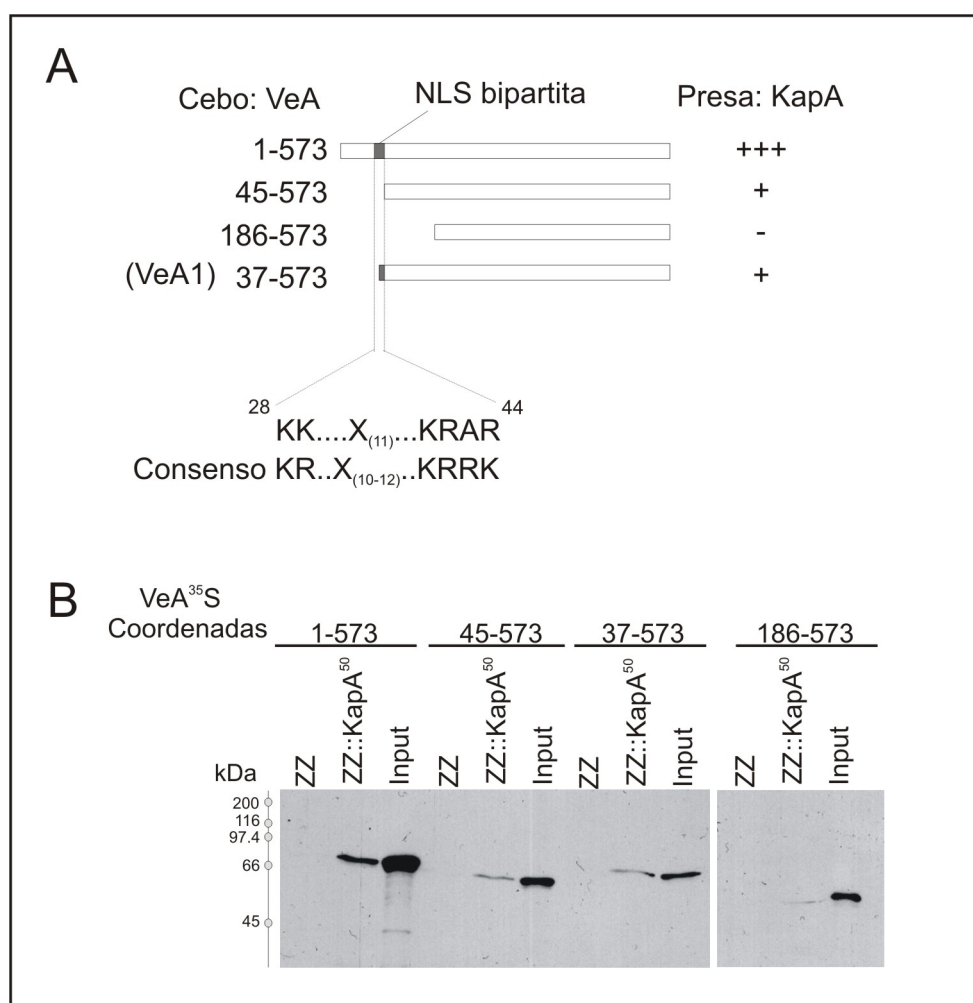 A
Cebo: VeA
NLS bipartita
Presa: KapA
1-573
+++
45-573
+
186-573
-
(VeA1) 37-573
+
28
44
KK....X(11)...KRAR
Consenso KR..X(10-12)..KRRK
B
VeA35S
Coordenadas
1-573
45-573
37-573
186-573
ZZ
ZZ::KapA50
Input
ZZ
ZZ::KapA50
Input
ZZ
ZZ::KapA50
Input
ZZ
ZZ::KapA50
Input
kDa
200
116
97.4
66
45